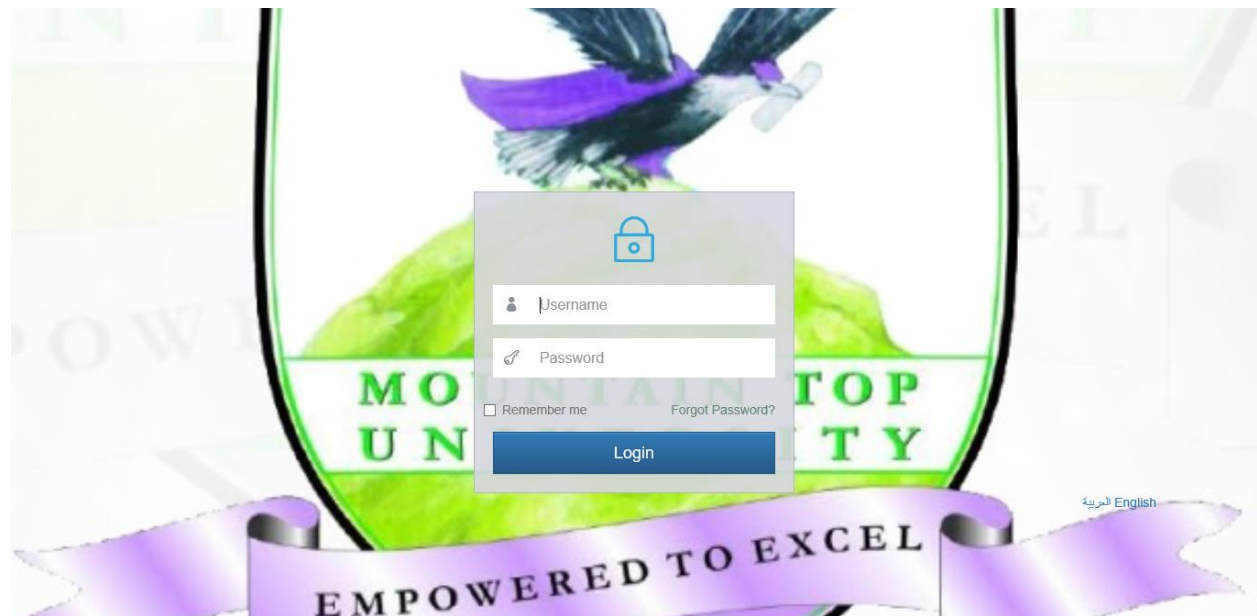 Username
Password
Remember me Forgot Password?
Login
MOUNTAIN TOP
UNIVERSITY
العربية English
EMPOWERED TO EXCEL